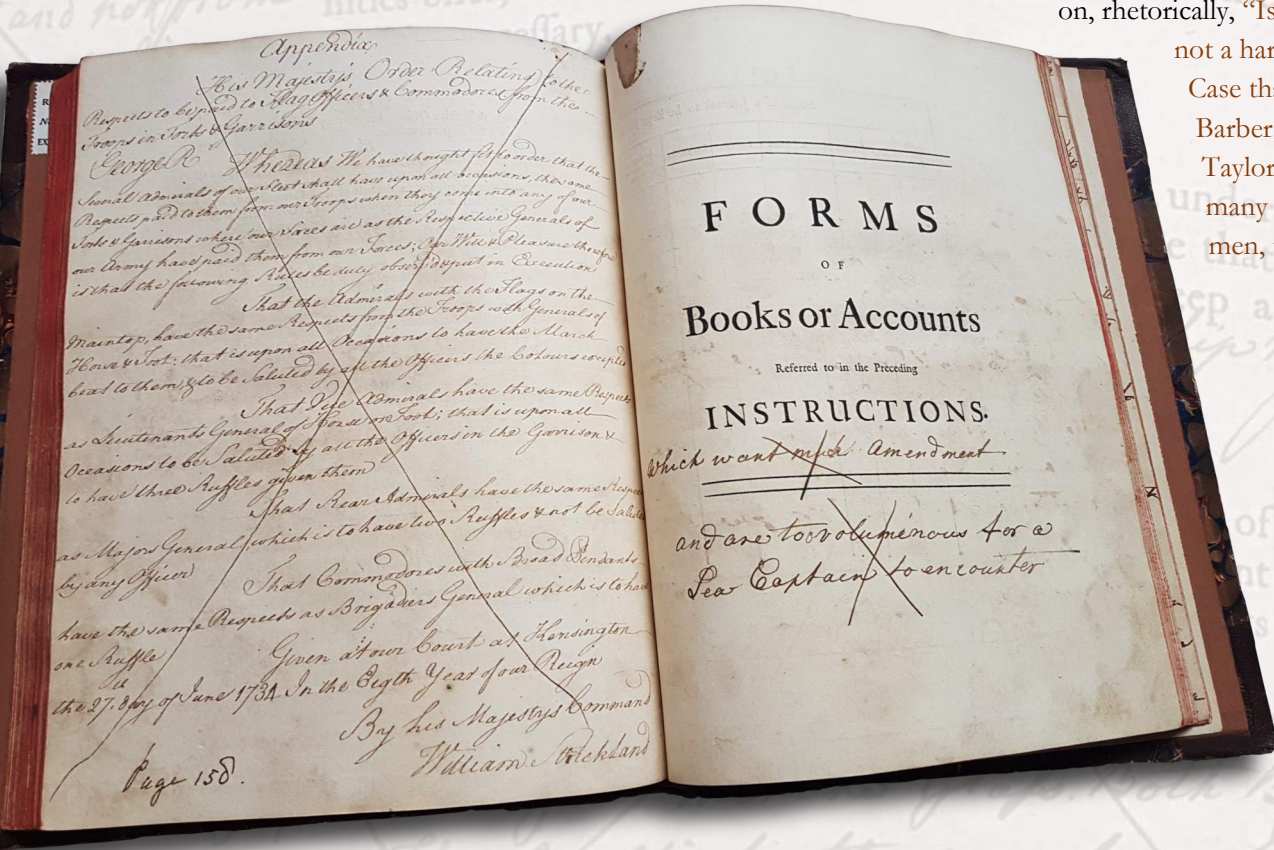 Appendix
His Majestys Order Relating to the
Respects to be paid to Flag Officers & Commodores from the
Troops in Forts & Garrisons
George R Whereas We have thought fit to order that the
Several Admirals of our Fleet shall have upon all occasions, the same
Respects paid to them from our Troops when they come into any of our
Forts & Garrisons where our Forces are as the Respective Generals of
our Army have paid them from our Forces; Our Will & Pleasure therefore
is that the following Rules be duly observ'd & put in Execution
That the Admirals with the Flags on the
Maintop, have the same Respects from the Troops with Generals of
Horse & Foot; that is upon all Occasions to have the March
beat to them, & to be Saluted by all the Officers the Colours excepted
That Vice Admirals have the same Respects
as Lieutenants General of Horse or Foot; that is upon all
Occasions to be Saluted by all the Officers in the Garrison &
to have three Ruffles given them
That Rear Admirals have the same Respects
as Majors General, which is to have two Ruffles & not be Saluted
by any Officer
That Commodores with Broad Pendants
have the same Respects as Brigadiers General which is to have
one Ruffle
Given at our Court at Kensington
the 27. day of June 1734 In the Eigth Year of our Reign
By his Majestys Command
William Strickland
Page 158.
FORMS
OF
Books or Accounts
Referred to in the Preceding
INSTRUCTIONS.
which want much Amendment
and are too volumenous for a
Sea Captain to encounter
on, rhetorically, “Is
not a har
Case tha
Barber
Taylor
many
men,